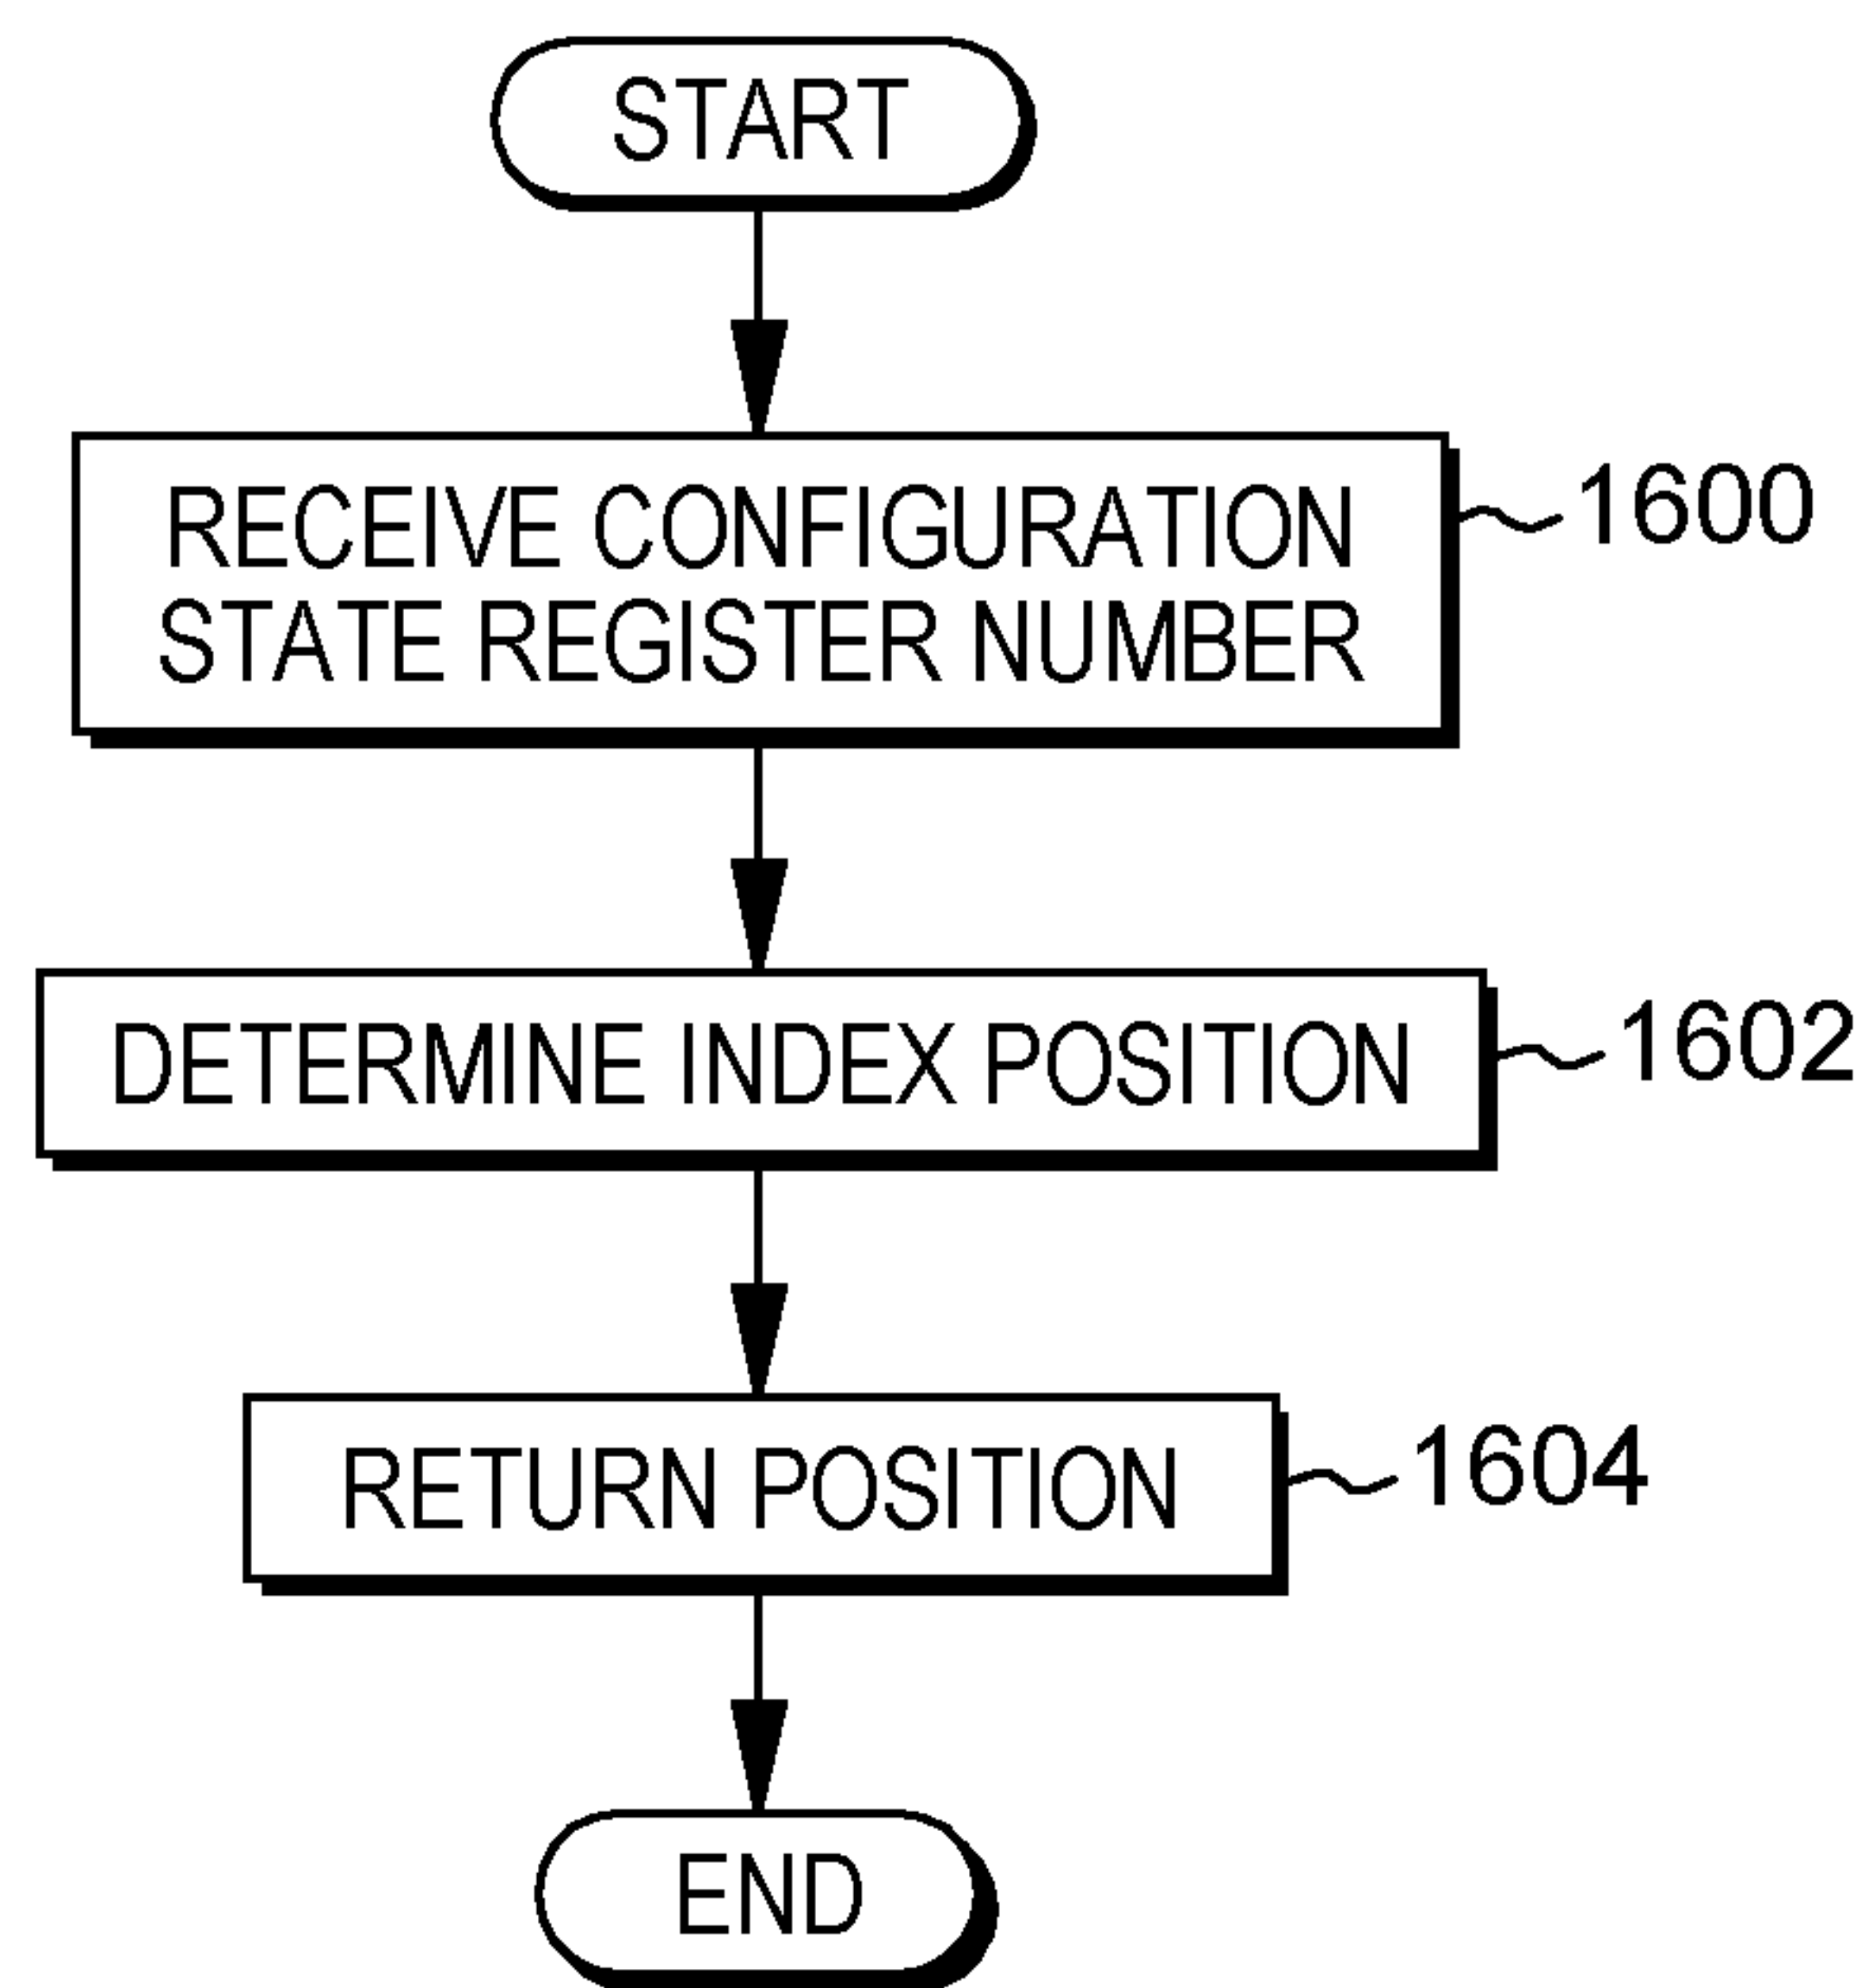 START
RECEIVE CONFIGURATION
STATE REGISTER NUMBER
1600
DETERMINE INDEX POSITION
1602
RETURN POSITION
1604
END